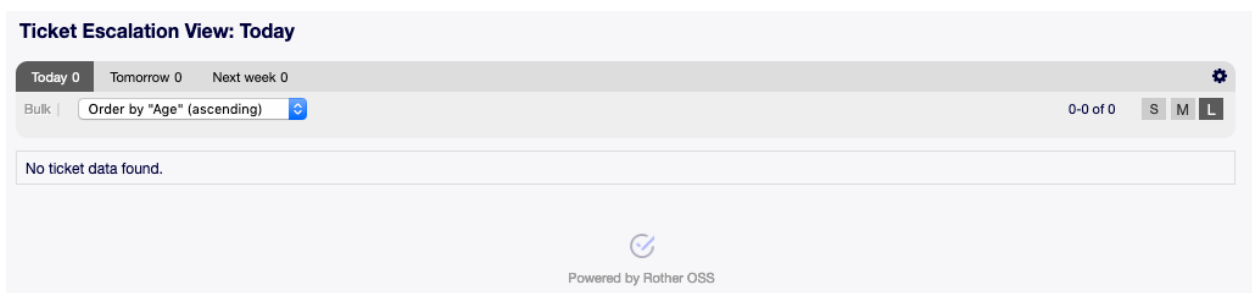 Ticket Escalation View: Today
Today 0 Tomorrow 0 Next week 0
Bulk | Order by "Age" (ascending) 0-0 of 0 S M L
No ticket data found.
Powered by Rother OSS